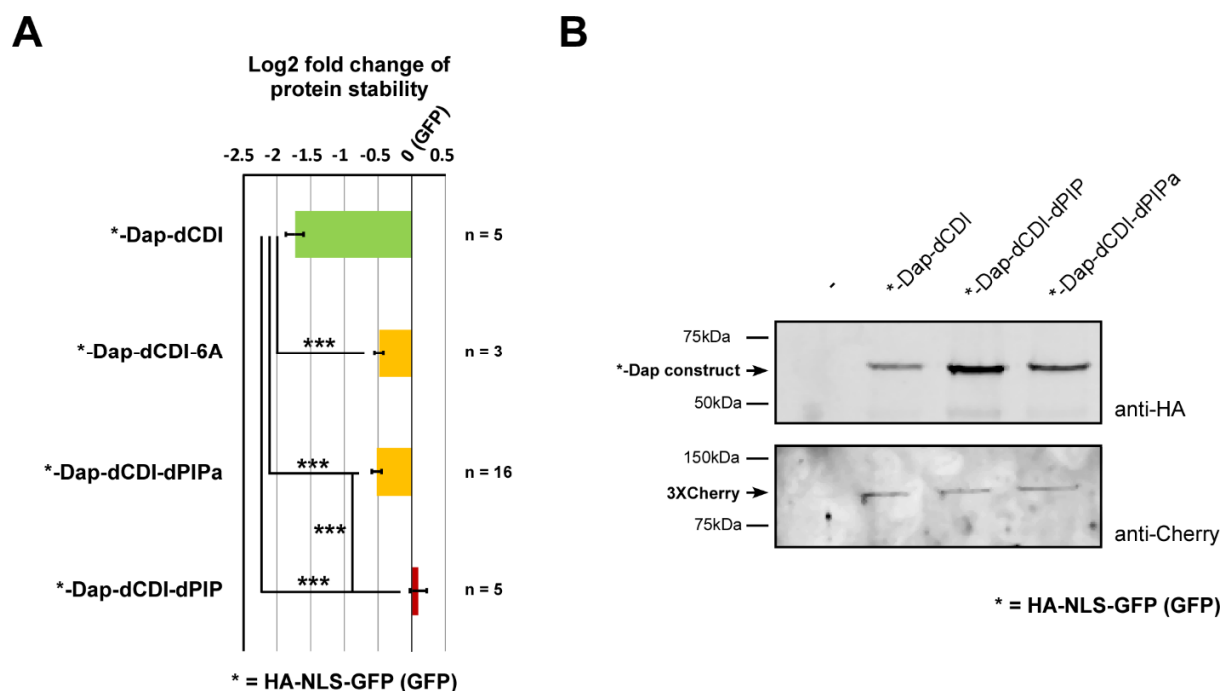 A
Log2 fold change of
protein stability
-2.5 -2 -1.5 -1 -0.5 0 (GFP) 0.5
*-Dap-dCDI
n = 5
***
*-Dap-dCDI-6A
n = 3
***
*-Dap-dCDI-dPIPa
n = 16
***
***
*-Dap-dCDI-dPIP
n = 5
* = HA-NLS-GFP (GFP)
B
-
*-Dap-dCDI
*-Dap-dCDI-dPIP
*-Dap-dCDI-dPIPa
75kDa
*-Dap construct
50kDa
anti-HA
150kDa
3XCherry
75kDa
anti-Cherry
* = HA-NLS-GFP (GFP)